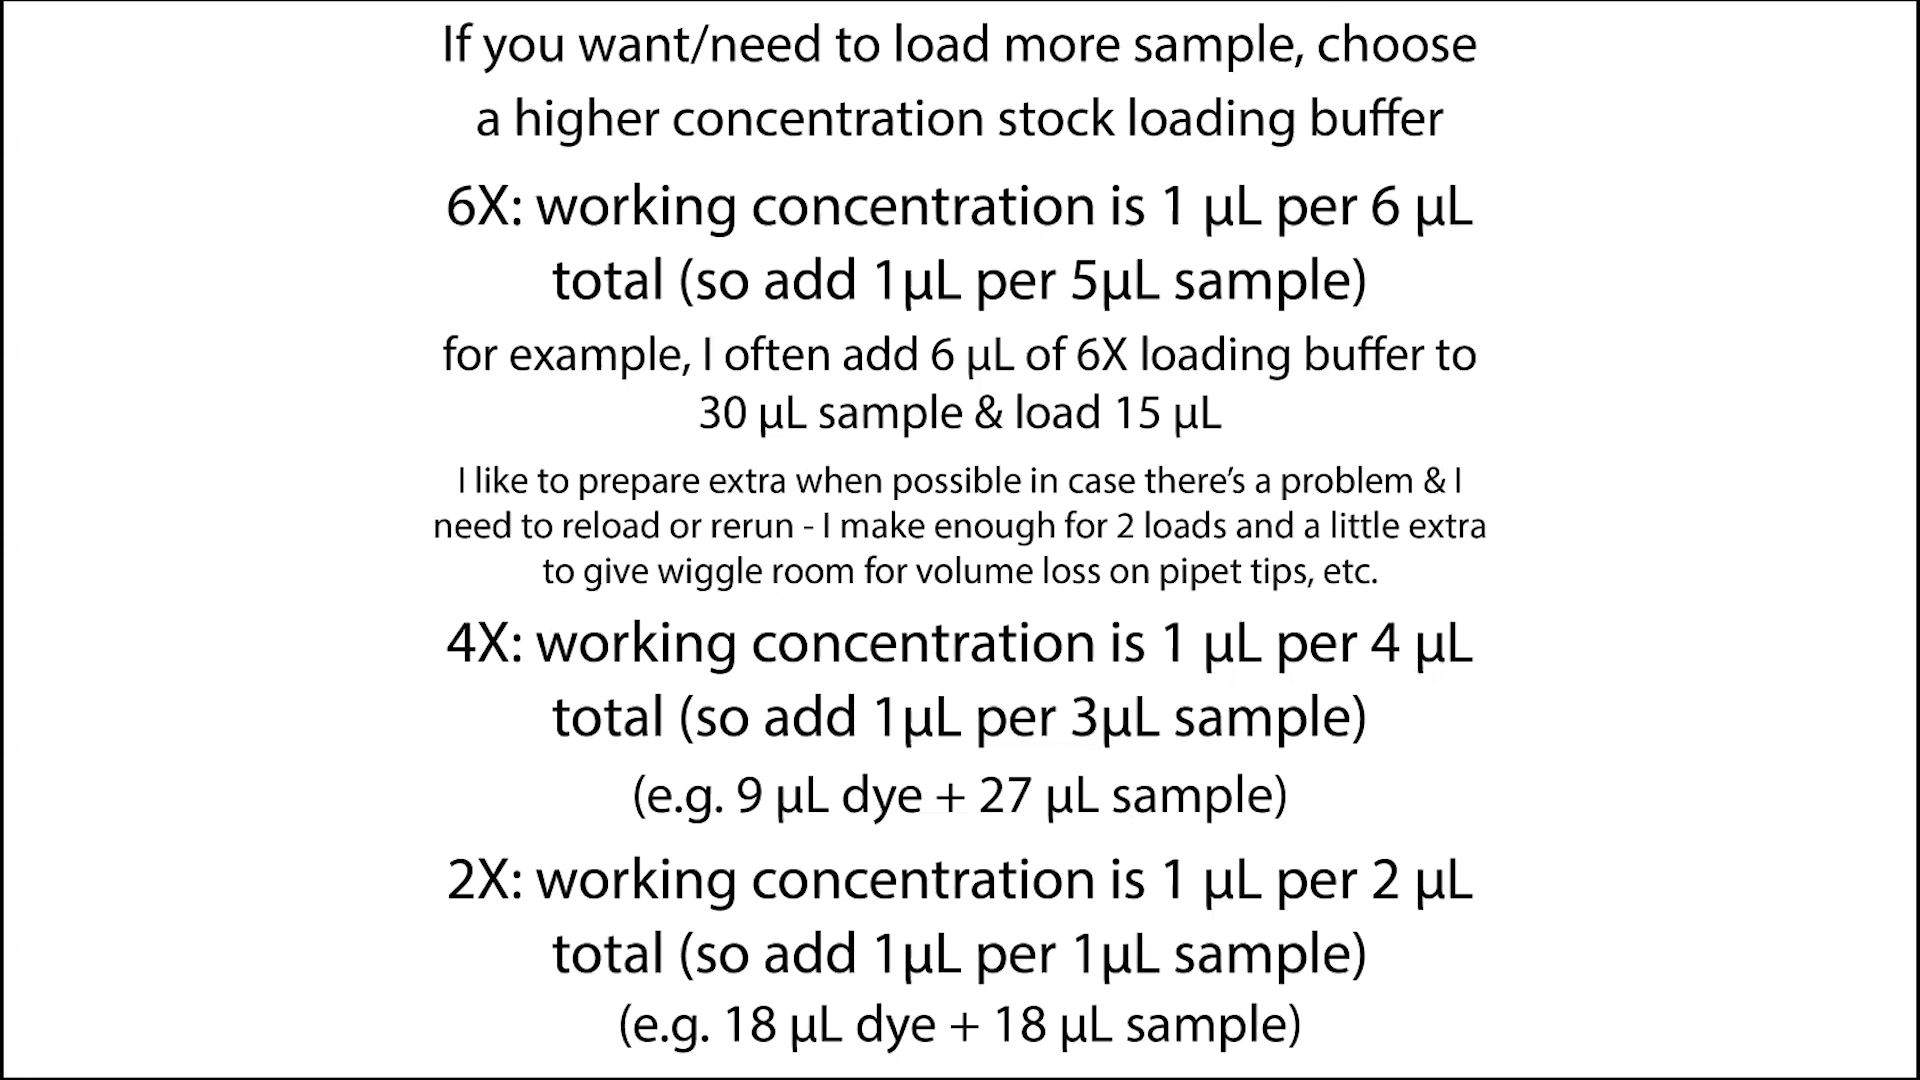 If you want/need to load more sample, choose
a higher concentration stock loading buffer
6X: working concentration is 1 µL per 6 µL
total (so add 1µL per 5µL sample)
for example, I often add 6 µL of 6X loading buffer to
30 µL sample & load 15 µL
I like to prepare extra when possible in case there’s a problem & I
need to reload or rerun - I make enough for 2 loads and a little extra
to give wiggle room for volume loss on pipet tips, etc.
4X: working concentration is 1 µL per 4 µL
total (so add 1µL per 3µL sample)
(e.g. 9 µL dye + 27 µL sample)
2X: working concentration is 1 µL per 2 µL
total (so add 1µL per 1µL sample)
(e.g. 18 µL dye + 18 µL sample)